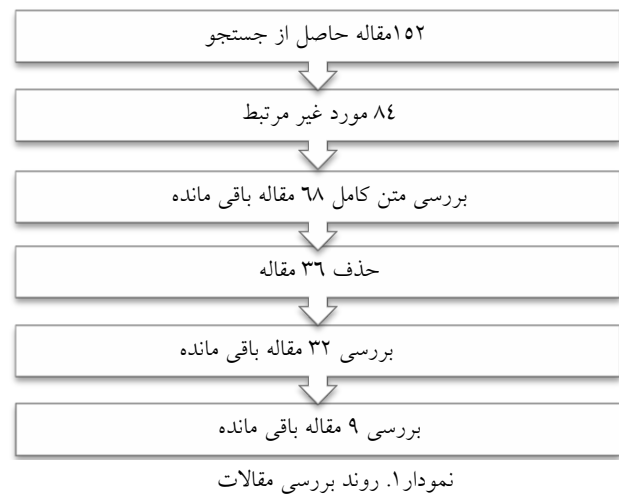 ۱۵۲مقاله حاصل از جستجو
۸٤ مورد غیر مرتبط
بررسی متن کامل ٦۸ مقاله باقی مانده
حذف ۳٦ مقاله
بررسی ۳۲ مقاله باقی مانده
بررسی ۹ مقاله باقی مانده
نمودار۱. روند بررسی مقالات